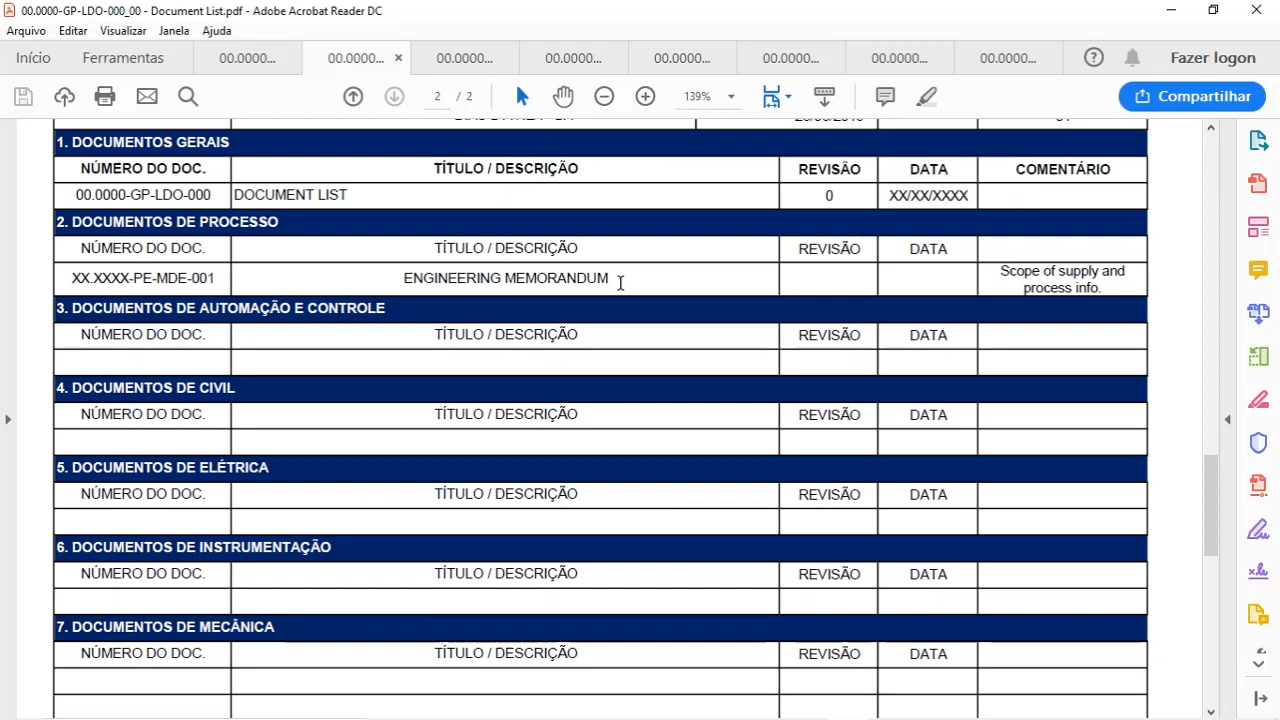 00.0000-GP-LDO-000_00 - Document List.pdf - Adobe Acrobat Reader DC
Arquivo Editar Visualizar Janela Ajuda
Início Ferramentas 00.0000... 00.0000... 00.0000... 00.0000... 00.0000... 00.0000... 00.0000... 00.0000... Fazer logon
2 / 2 139% Compartilhar
1. DOCUMENTOS GERAIS
NÚMERO DO DOC. TÍTULO / DESCRIÇÃO REVISÃO DATA COMENTÁRIO
00.0000-GP-LDO-000 DOCUMENT LIST 0 XX/XX/XXXX
2. DOCUMENTOS DE PROCESSO
NÚMERO DO DOC. TÍTULO / DESCRIÇÃO REVISÃO DATA
XX.XXXX-PE-MDE-001 ENGINEERING MEMORANDUM Scope of supply and
process info.
3. DOCUMENTOS DE AUTOMAÇÃO E CONTROLE
NÚMERO DO DOC. TÍTULO / DESCRIÇÃO REVISÃO DATA
4. DOCUMENTOS DE CIVIL
NÚMERO DO DOC. TÍTULO / DESCRIÇÃO REVISÃO DATA
5. DOCUMENTOS DE ELÉTRICA
NÚMERO DO DOC. TÍTULO / DESCRIÇÃO REVISÃO DATA
6. DOCUMENTOS DE INSTRUMENTAÇÃO
NÚMERO DO DOC. TÍTULO / DESCRIÇÃO REVISÃO DATA
7. DOCUMENTOS DE MECÂNICA
NÚMERO DO DOC. TÍTULO / DESCRIÇÃO REVISÃO DATA